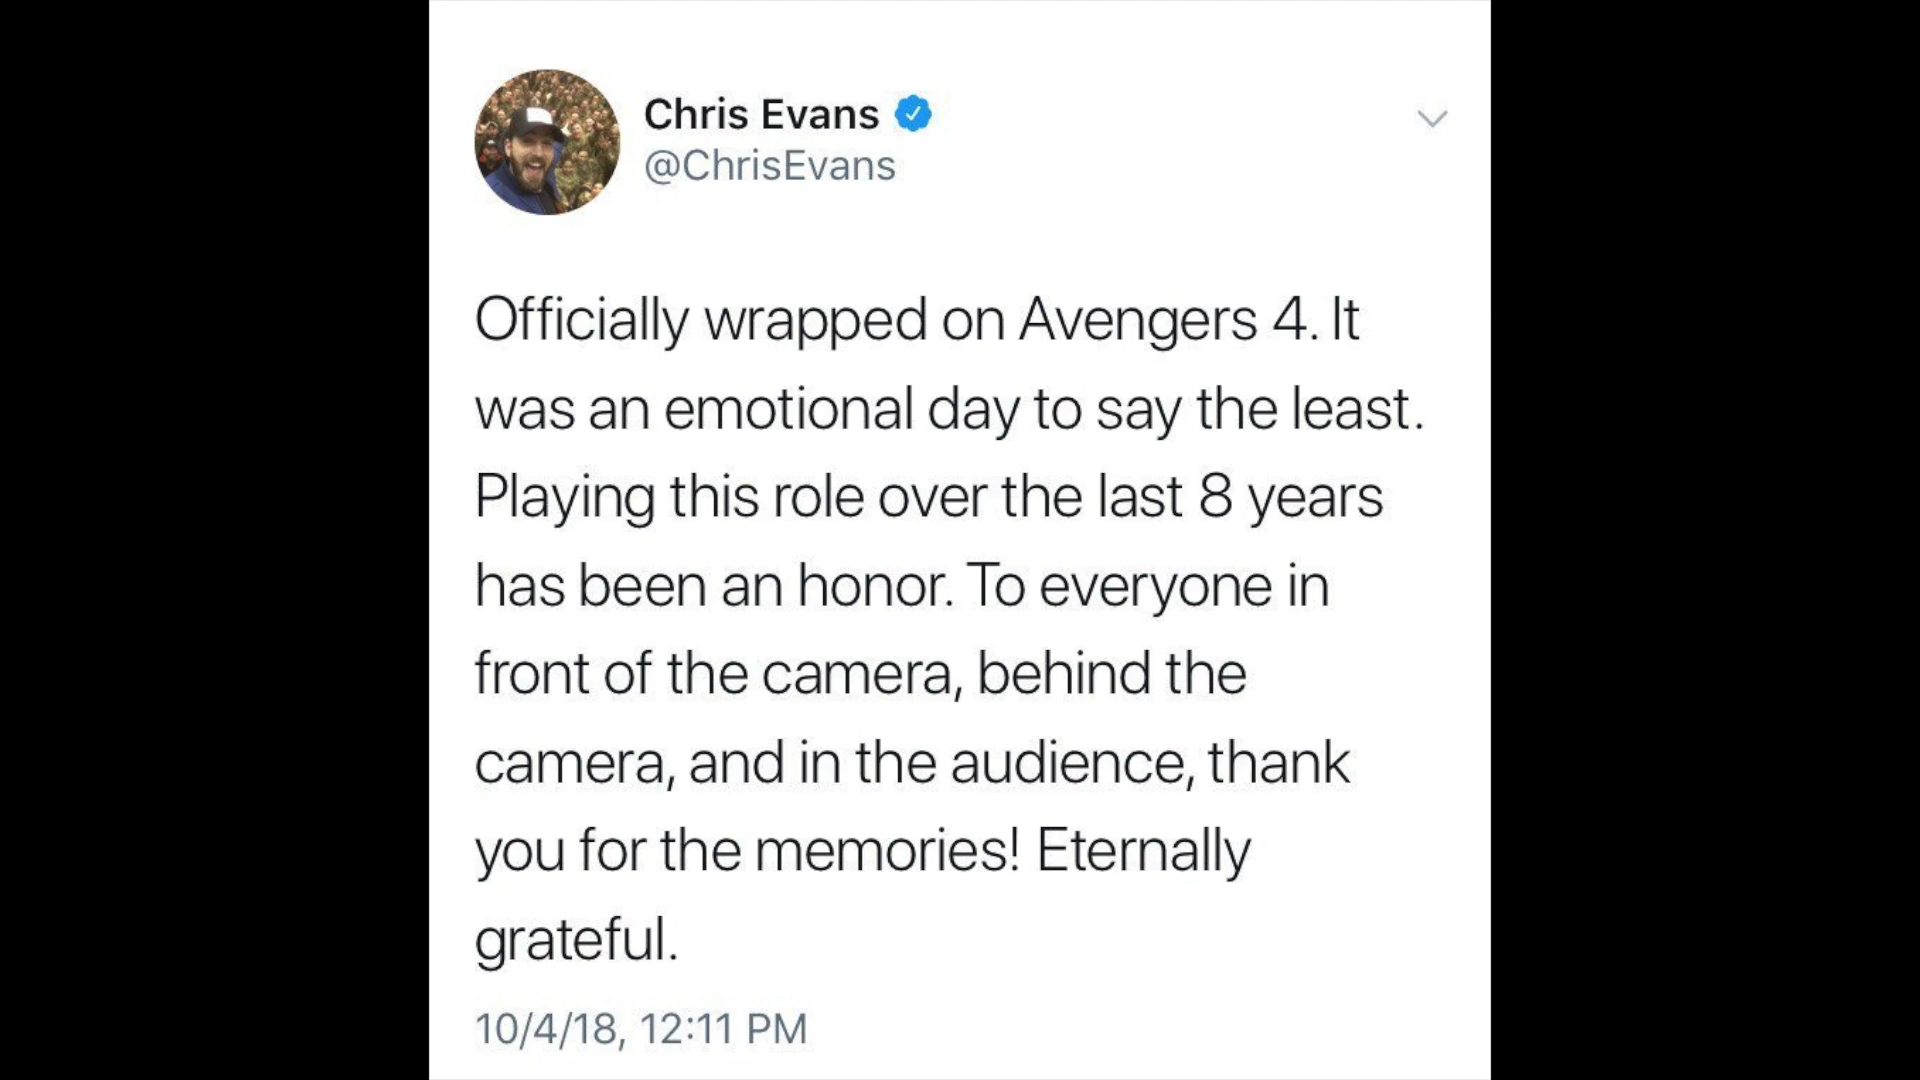 Chris Evans
@ChrisEvans
Officially wrapped on Avengers 4. It
was an emotional day to say the least.
Playing this role over the last 8 years
has been an honor. To everyone in
front of the camera, behind the
camera, and in the audience, thank
you for the memories! Eternally
grateful.
10/4/18, 12:11 PM